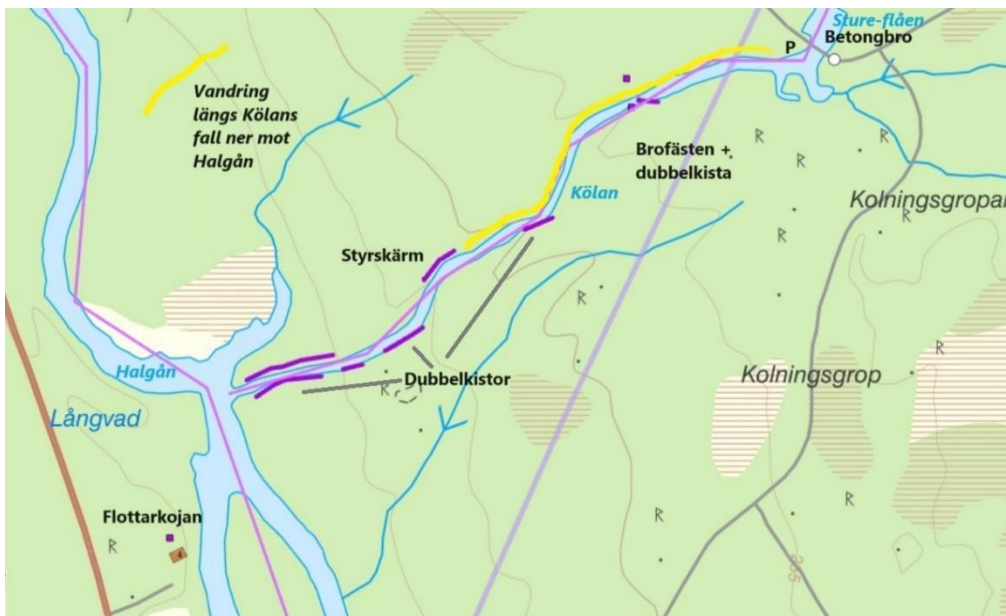 Sture-flåen
P
Betongbro
Vandring
längs Kölans
fall ner mot
Halgån
Brofästen +
dubbelkista
Kölan
Kolningsgropar
Styrskärm
Halgån
Dubbelkistor
Kolningsgrop
Långvad
Flottarkojan
R
R
R
R
R
R
R
R
R
R
R
r
265